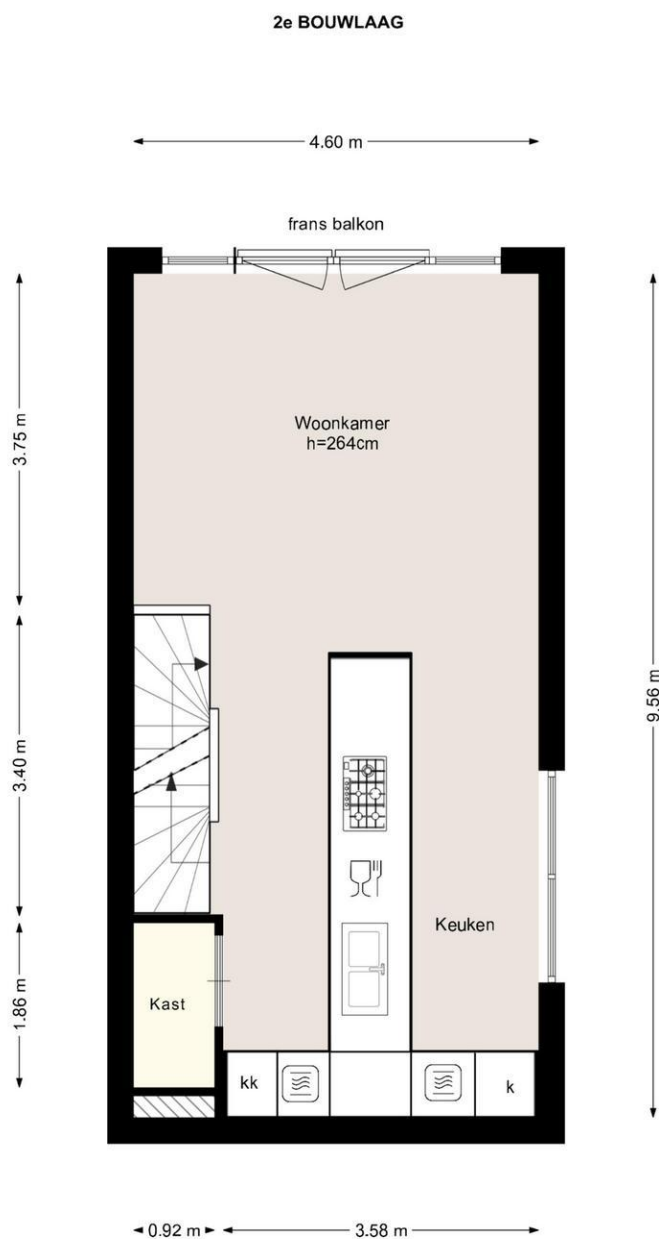 2e BOUWLAAG
4.60 m
frans balkon
3.75 m
Woonkamer
h=264cm
9.56 m
3.40 m
Keuken
1.86 m
Kast
kk
k
0.92 m
3.58 m